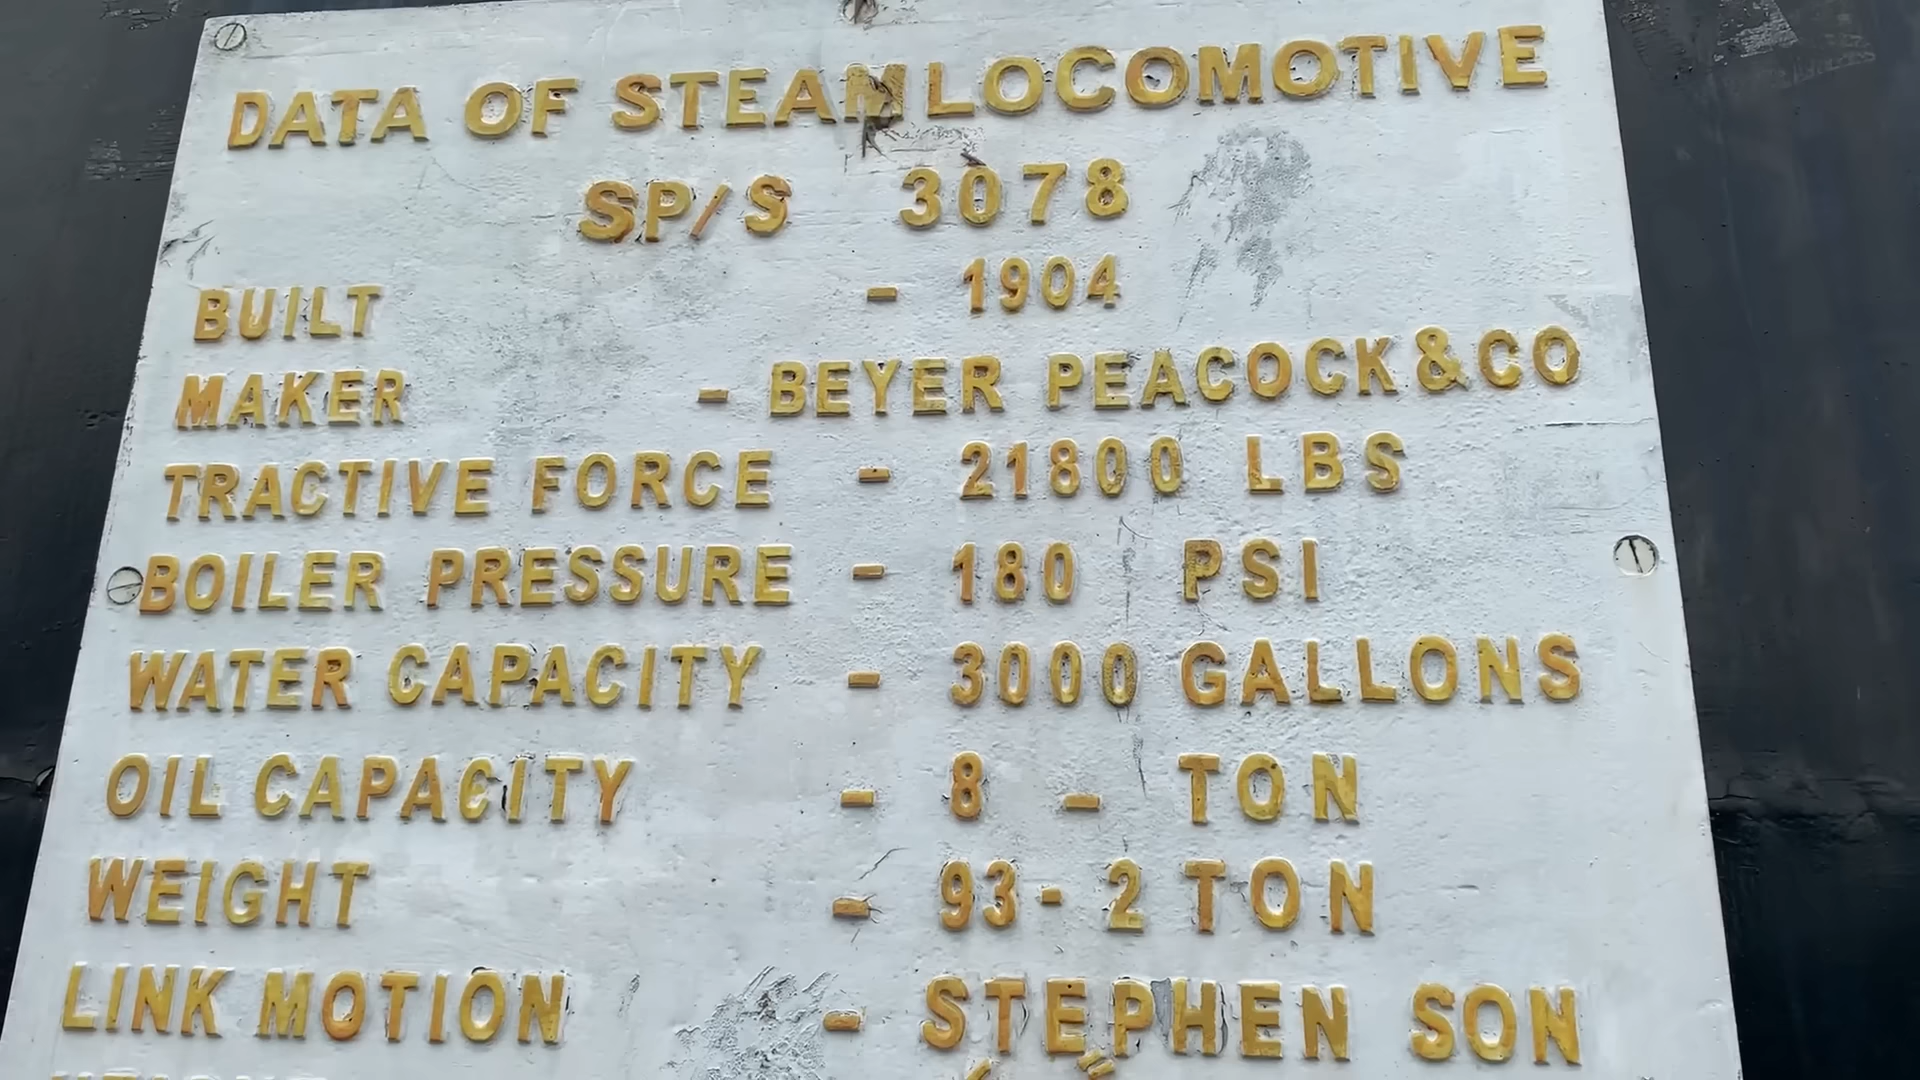 DATA OF STEAM LOCOMOTIVE
SP/S 3078
BUILT - 1904
MAKER - BEYER PEACOCK & CO
TRACTIVE FORCE - 21800 LBS
BOILER PRESSURE - 180 PSI
WATER CAPACITY - 3000 GALLONS
OIL CAPACITY - 8 - TON
WEIGHT - 93-2 TON
LINK MOTION - STEPHEN SON